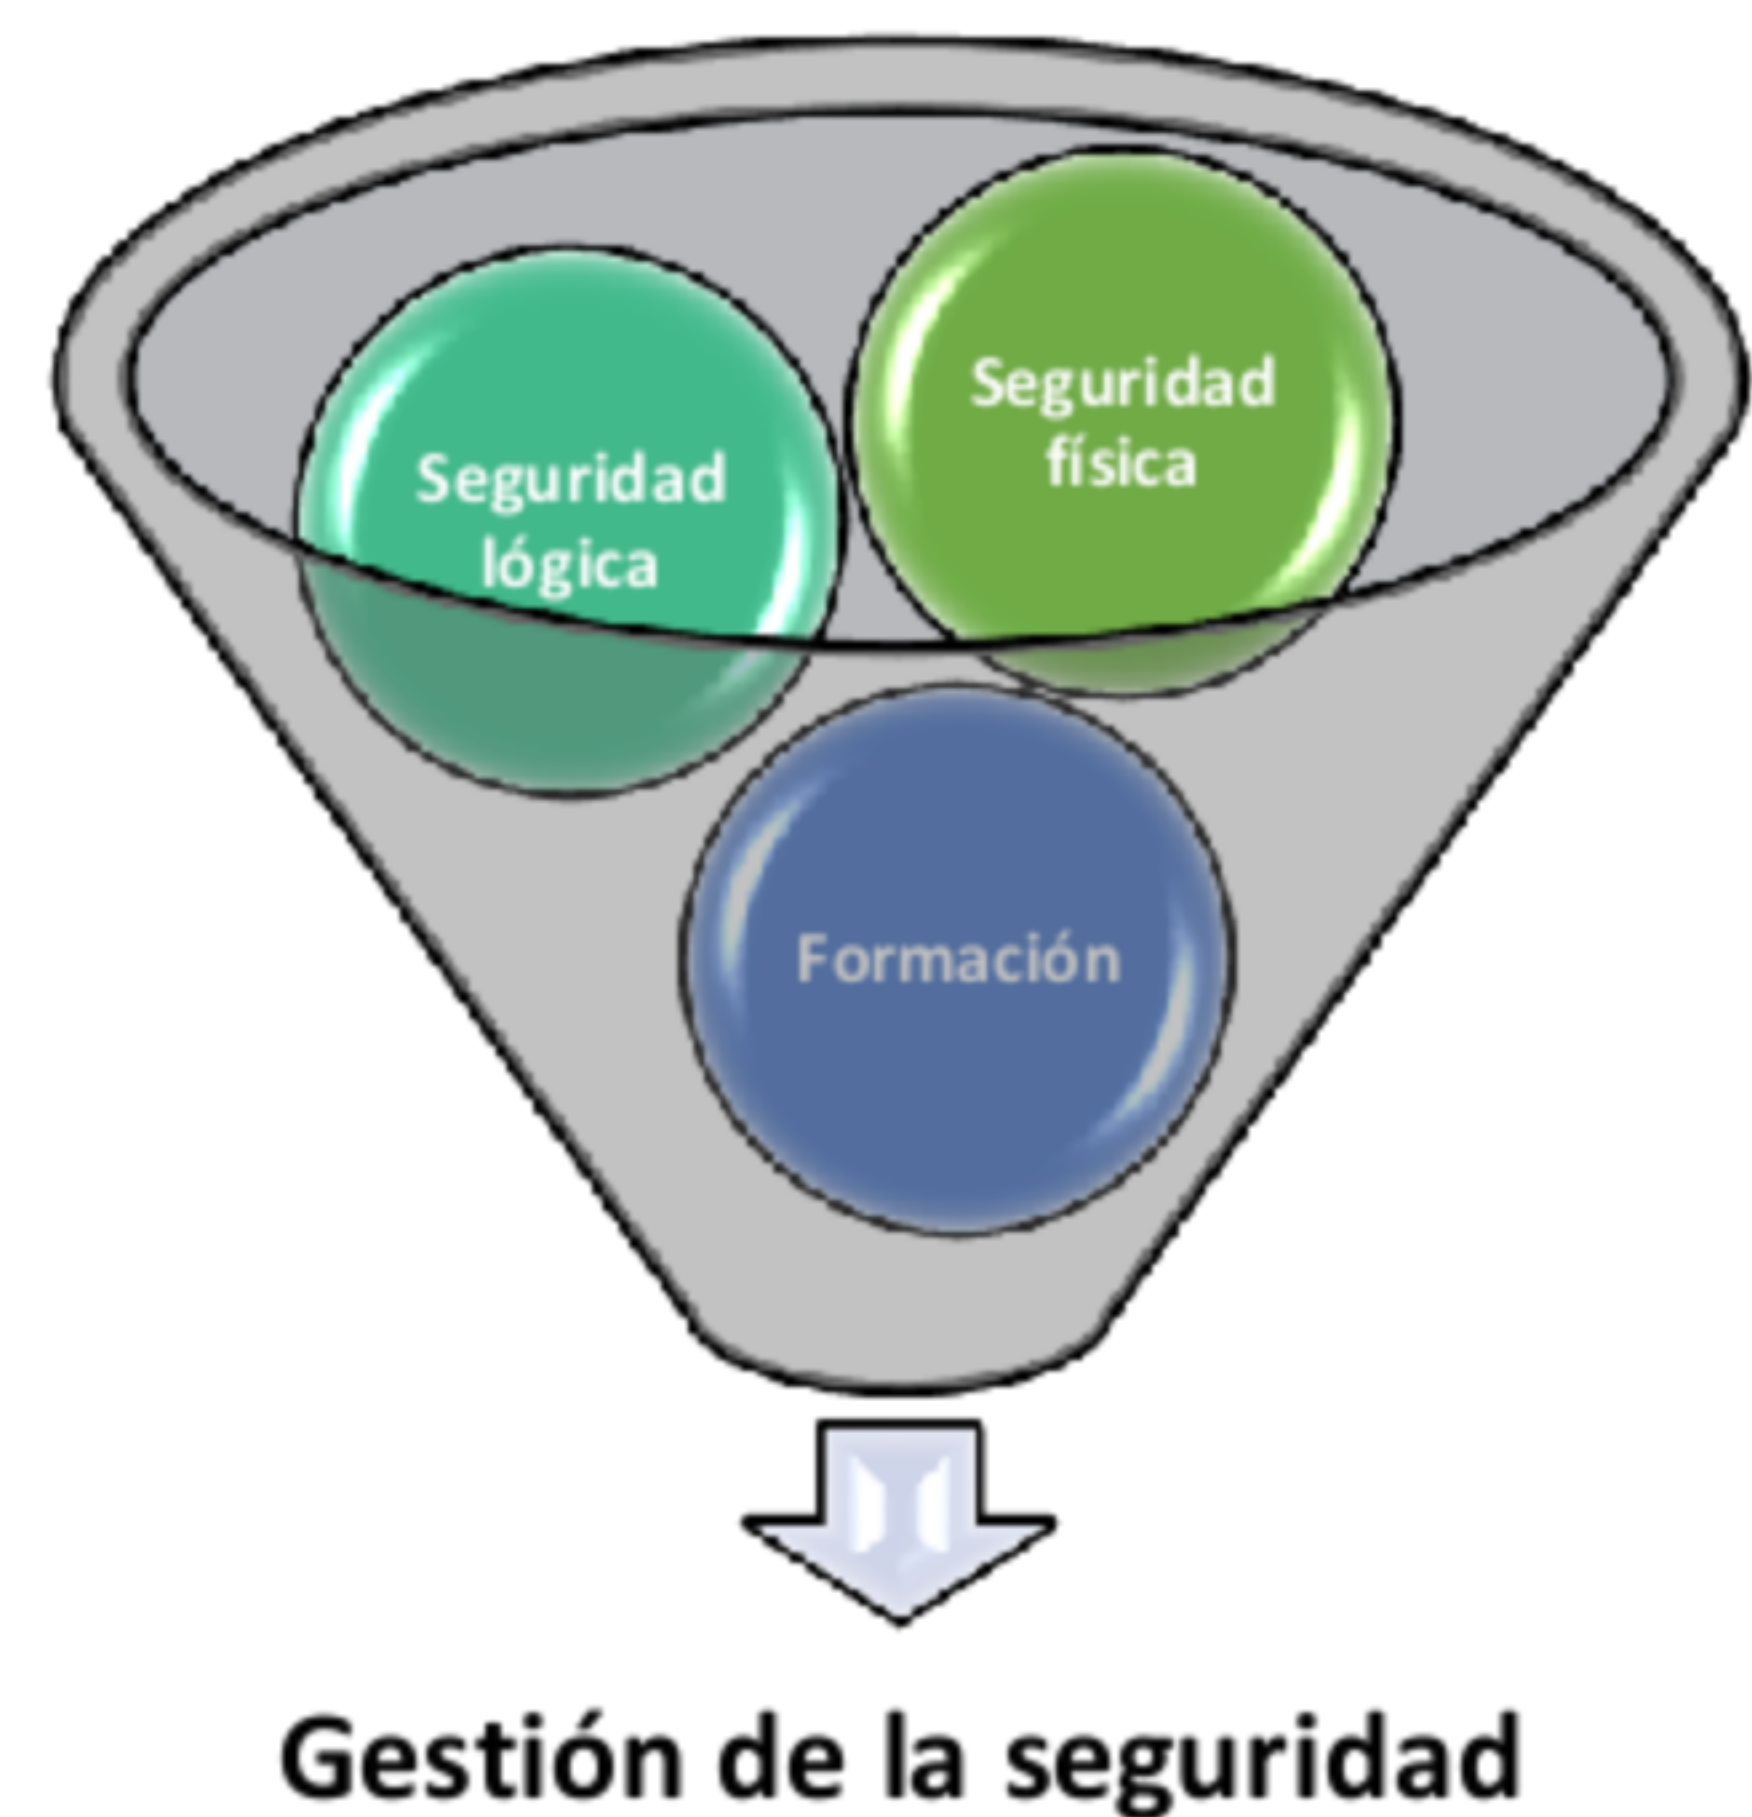 Seguridad
física
Seguridad
lógica
Formación
Gestión de la seguridad